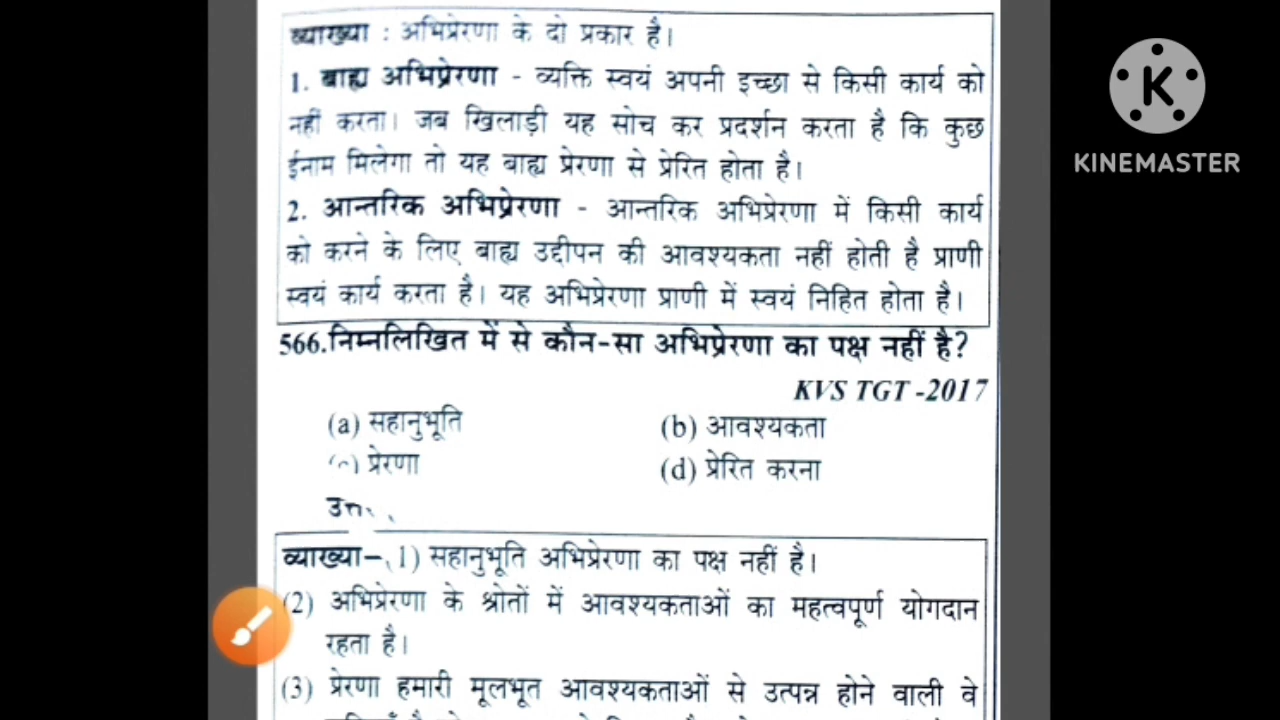 व्याख्या : अभिप्रेरणा के दो प्रकार है।
1. बाह्य अभिप्रेरणा - व्यक्ति स्वयं अपनी इच्छा से किसी कार्य को
नहीं करता। जब खिलाड़ी यह सोच कर प्रदर्शन करता है कि कुछ
ईनाम मिलेगा तो यह बाह्य प्रेरणा से प्रेरित होता है।
2. आन्तरिक अभिप्रेरणा - आन्तरिक अभिप्रेरणा में किसी कार्य
को करने के लिए बाह्य उद्दीपन की आवश्यकता नहीं होती है प्राणी
स्वयं कार्य करता है। यह अभिप्रेरणा प्राणी में स्वयं निहित होता है।
566.निम्नलिखित में से कौन-सा अभिप्रेरणा का पक्ष नहीं है?
KVS TGT -2017
(a) सहानुभूति (b) आवश्यकता
प्रेरणा (d) प्रेरित करना
व्याख्या– 1) सहानुभूति अभिप्रेरणा का पक्ष नहीं है।
(2) अभिप्रेरणा के श्रोतों में आवश्यकताओं का महत्वपूर्ण योगदान
रहता है।
(3) प्रेरणा हमारी मूलभूत आवश्यकताओं से उत्पन्न होने वाली वे
K
KINEMASTER